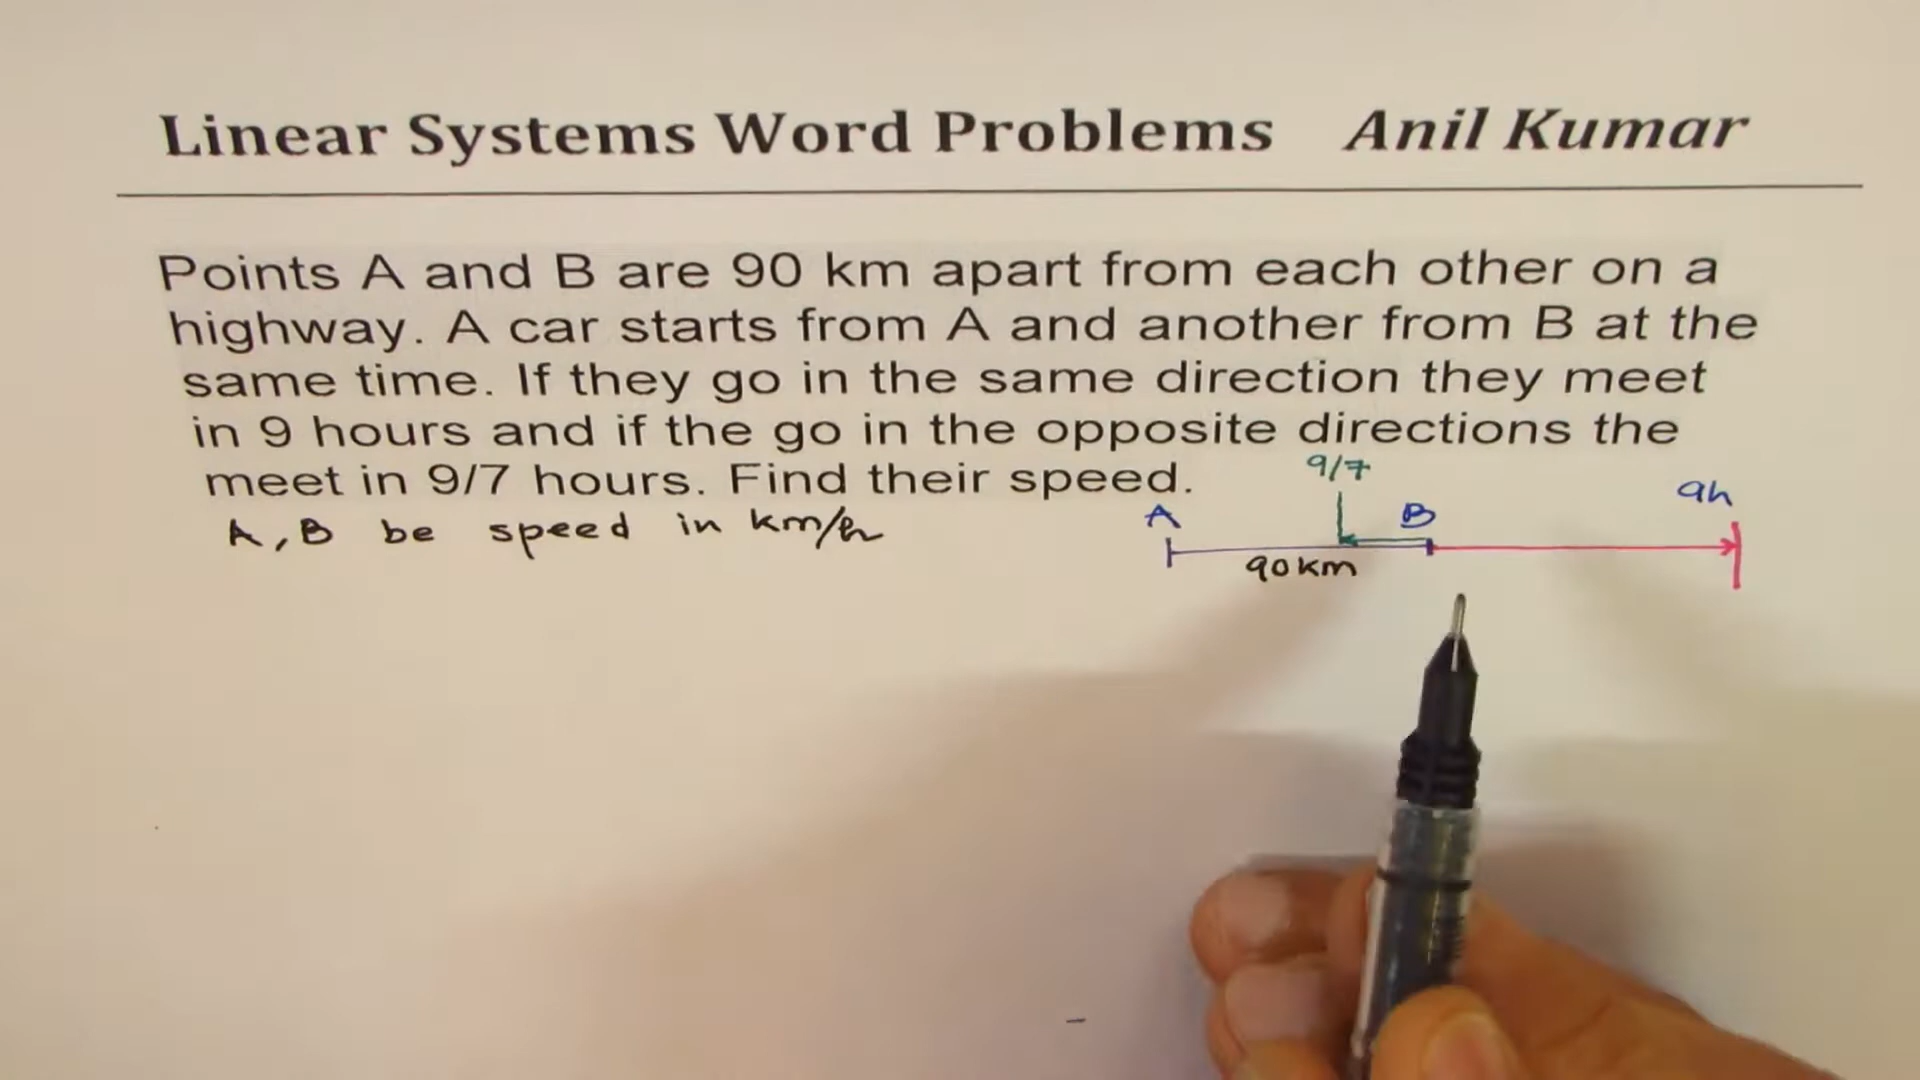 Linear Systems Word Problems Anil Kumar
Points A and B are 90 km apart from each other on a
highway. A car starts from A and another from B at the
same time. If they go in the same direction they meet
in 9 hours and if the go in the opposite directions the
meet in 9/7 hours. Find their speed.
9/7
9h
A B
A, B be speed in km/h
90 km